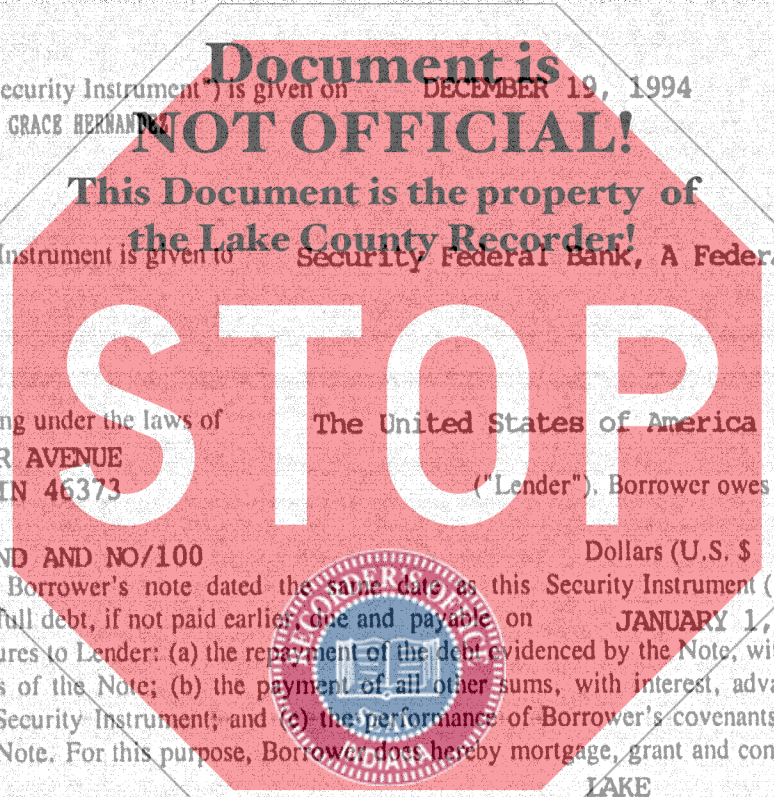 Document is
ecurity Instrument") is given on DECEMBER 19, 1994
GRACE HERNANDEZ
NOT OFFICIAL!
This Document is the property of
the Lake County Recorder!
Instrument is given to Security Federal Bank, A Federa
STOP
ng under the laws of The United States of America
R AVENUE
IN 46373
("Lender"). Borrower owes
ND AND NO/100 Dollars (U.S. $
Borrower's note dated the same date as this Security Instrument (
full debt, if not paid earlier, due and payable on JANUARY 1,
ures to Lender: (a) the repayment of the debt evidenced by the Note, wi
s of the Note; (b) the payment of all other sums, with interest, adva
Security Instrument; and (c) the performance of Borrower's covenants
Note. For this purpose, Borrower does hereby mortgage, grant and con
LAKE
RECORDER'S OFFICE
SEAL
INDIANA